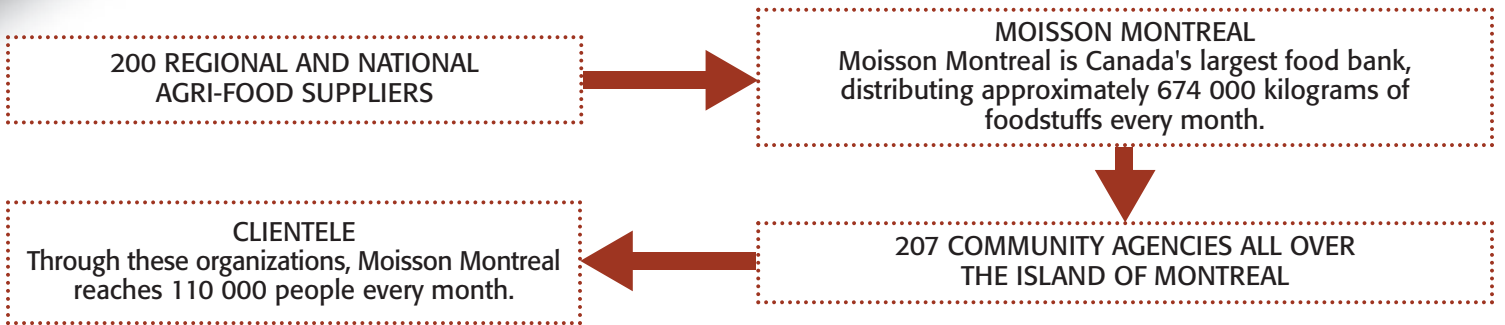 200 REGIONAL AND NATIONAL
AGRI-FOOD SUPPLIERS
MOISSON MONTREAL
Moisson Montreal is Canada's largest food bank,
distributing approximately 674 000 kilograms of
foodstuffs every month.
207 COMMUNITY AGENCIES ALL OVER
THE ISLAND OF MONTREAL
CLIENTELE
Through these organizations, Moisson Montreal
reaches 110 000 people every month.